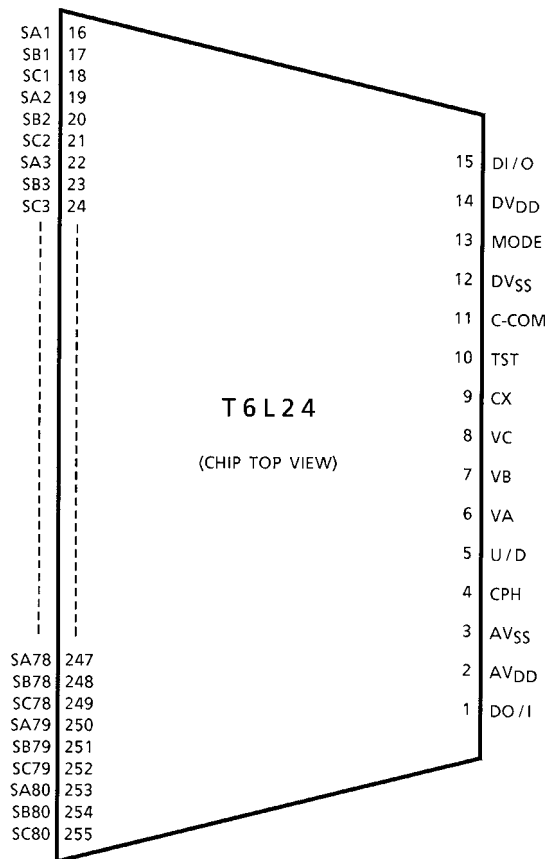 SA1 16
SB1 17
SC1 18
SA2 19
SB2 20
SC2 21
SA3 22
SB3 23
SC3 24
15 DI/O
14 DVDD
13 MODE
12 DVSS
11 C-COM
10 TST
9 CX
8 VC
7 VB
6 VA
5 U/D
4 CPH
3 AVSS
2 AVDD
1 DO/I
T6L24
(CHIP TOP VIEW)
SA78 247
SB78 248
SC78 249
SA79 250
SB79 251
SC79 252
SA80 253
SB80 254
SC80 255